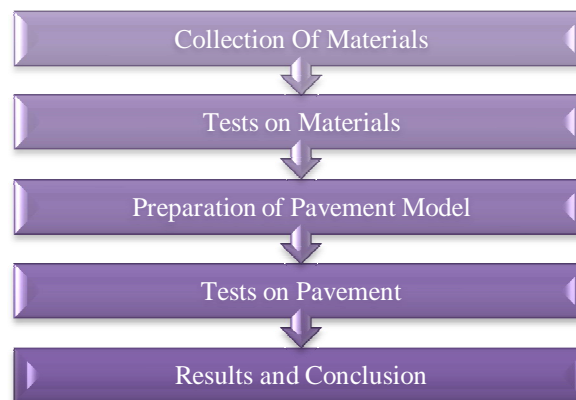 Collection Of Materials
Tests on Materials
Preparation of Pavement Model
Tests on Pavement
Results and Conclusion